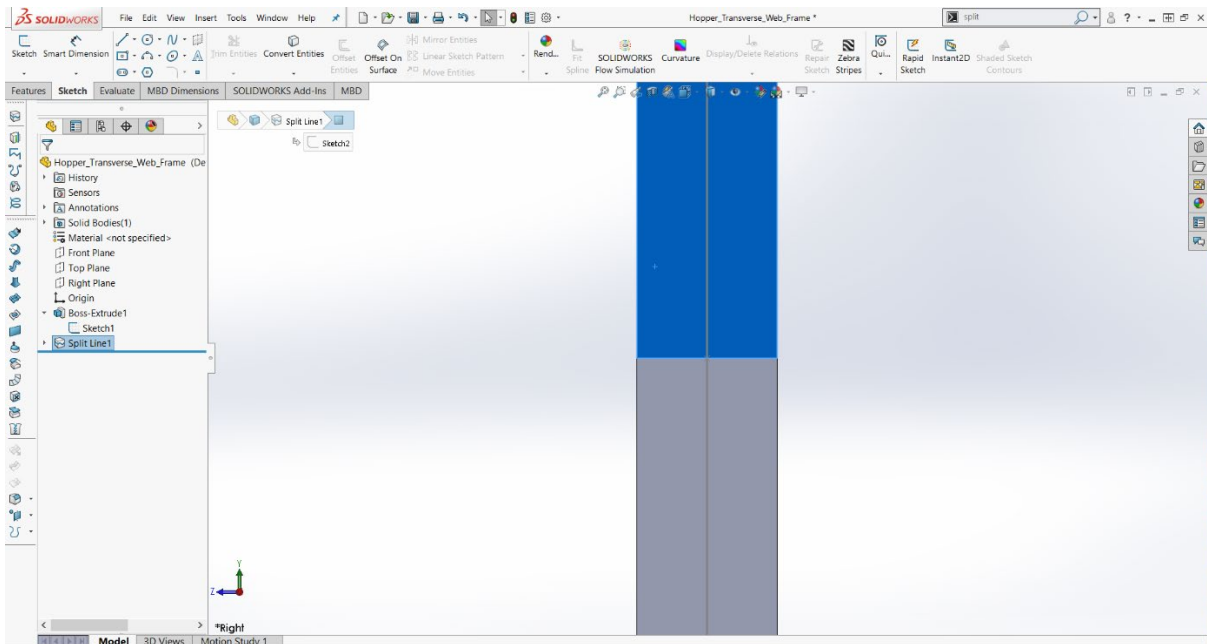 SOLIDWORKS File Edit View Insert Tools Window Help Hopper_Transverse_Web_Frame * split
Sketch Smart Dimension Trim Entities Convert Entities Offset Entities Offset On Surface Mirror Entities Linear Sketch Pattern Move Entities Rend... Fit Spline SOLIDWORKS Flow Simulation Curvature Display/Delete Relations Repair Sketch Zebra Stripes Qui... Rapid Sketch Instant2D Shaded Sketch Contours
Features Sketch Evaluate MBD Dimensions SOLIDWORKS Add-Ins MBD
Split Line1
Sketch2
Hopper_Transverse_Web_Frame (De
History
Sensors
Annotations
Solid Bodies(1)
Material <not specified>
Front Plane
Top Plane
Right Plane
Origin
Boss-Extrude1
Sketch1
Split Line1
Y
Z
*Right
Model 3D Views Motion Study 1